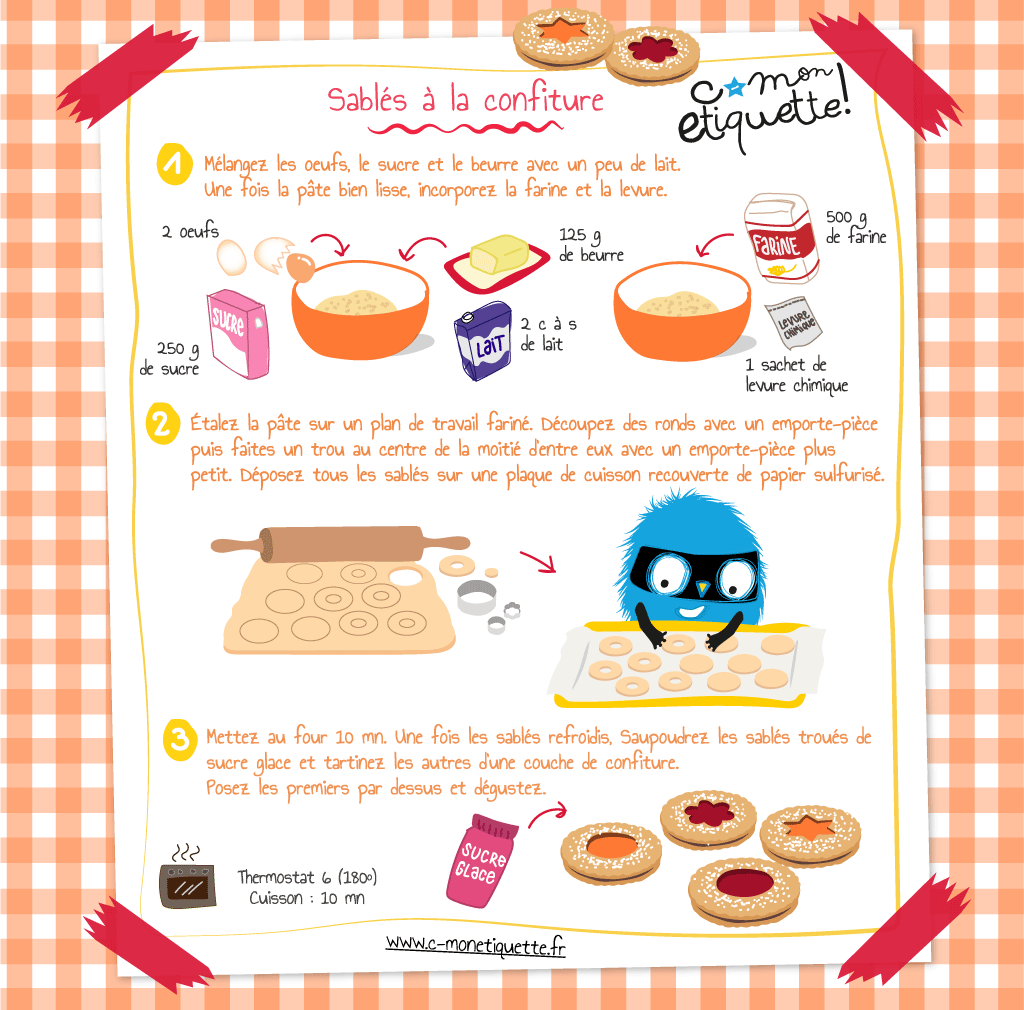 Sablés à la confiture
c mon
etiquette!
1
Mélangez les oeufs, le sucre et le beurre avec un peu de lait.
Une fois la pâte bien lisse, incorporez la farine et la levure.
2 oeufs
SUCRE
250 g
de sucre
125 g
de beurre
LAIT
2 c à s
de lait
FARINE
500 g
de farine
LEVURE
CHIMIQUE
1 sachet de
levure chimique
2
Étalez la pâte sur un plan de travail fariné. Découpez des ronds avec un emporte-pièce
puis faites un trou au centre de la moitié d'entre eux avec un emporte-pièce plus
petit. Déposez tous les sablés sur une plaque de cuisson recouverte de papier sulfurisé.
3
Mettez au four 10 mn. Une fois les sablés refroidis, Saupoudrez les sablés troués de
sucre glace et tartinez les autres d'une couche de confiture.
Posez les premiers par dessus et dégustez.
SUCRE
GLACE
Thermostat 6 (180°)
Cuisson : 10 mn
www.c-monetiquette.fr